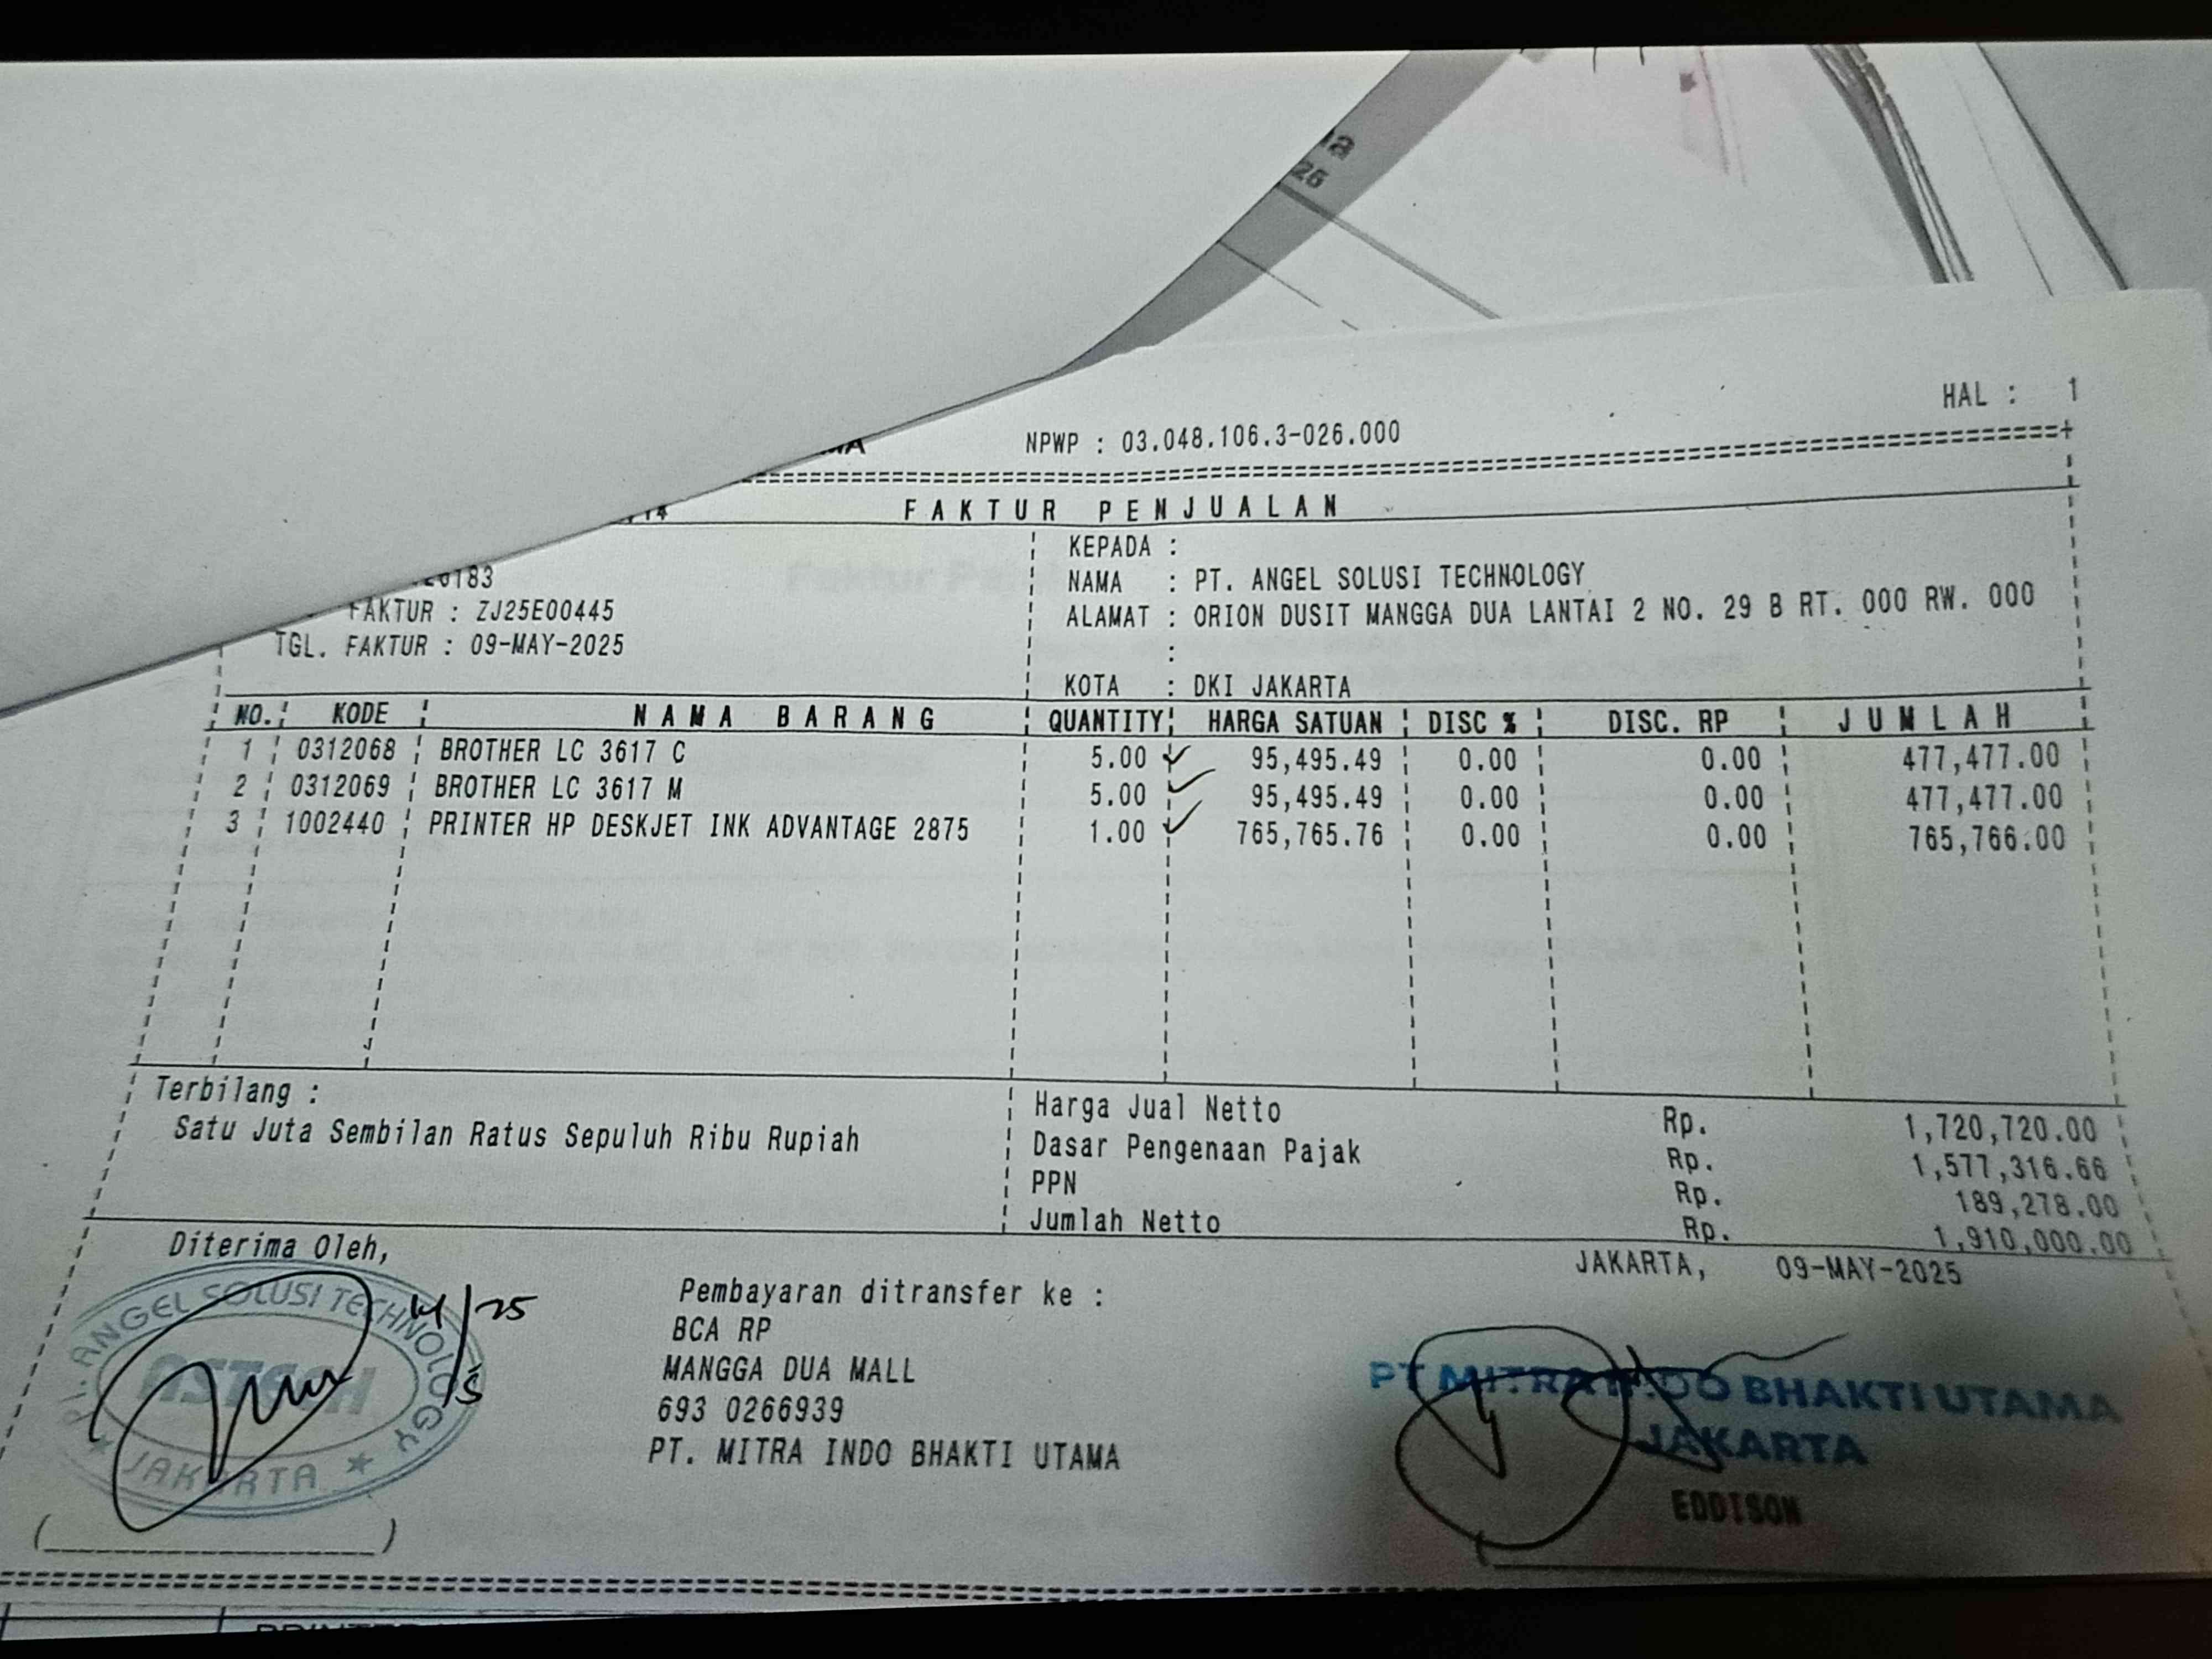 26
HAL : 1
NPWP : 03.048.106.3-026.000
FAKTUR PENJUALAN
KEPADA :
0183
NAMA : PT. ANGEL SOLUSI TECHNOLOGY
FAKTUR : ZJ25E00445
ALAMAT : ORION DUSIT MANGGA DUA LANTAI 2 NO. 29 B RT. 000 RW. 000
TGL. FAKTUR : 09-MAY-2025
:
KOTA : DKI JAKARTA
NO. KODE NAMA BARANG QUANTITY HARGA SATUAN DISC % DISC. RP JUMLAH
1 0312068 BROTHER LC 3617 C 5.00 95,495.49 0.00 0.00 477,477.00
2 0312069 BROTHER LC 3617 M 5.00 95,495.49 0.00 0.00 477,477.00
3 1002440 PRINTER HP DESKJET INK ADVANTAGE 2875 1.00 765,765.76 0.00 0.00 765,766.00
Terbilang :
Satu Juta Sembilan Ratus Sepuluh Ribu Rupiah
Harga Jual Netto Rp. 1,720,720.00
Dasar Pengenaan Pajak Rp. 1,577,316.66
PPN Rp. 189,278.00
Jumlah Netto Rp. 1,910,000.00
JAKARTA, 09-MAY-2025
Diterima Oleh,
PT. ANGEL SOLUSI TECHNOLOGY
ASTECH
JAKARTA
Pembayaran ditransfer ke :
BCA RP
MANGGA DUA MALL
693 0266939
PT. MITRA INDO BHAKTI UTAMA
PT MITRA INDO BHAKTI UTAMA
JAKARTA
EDDISON